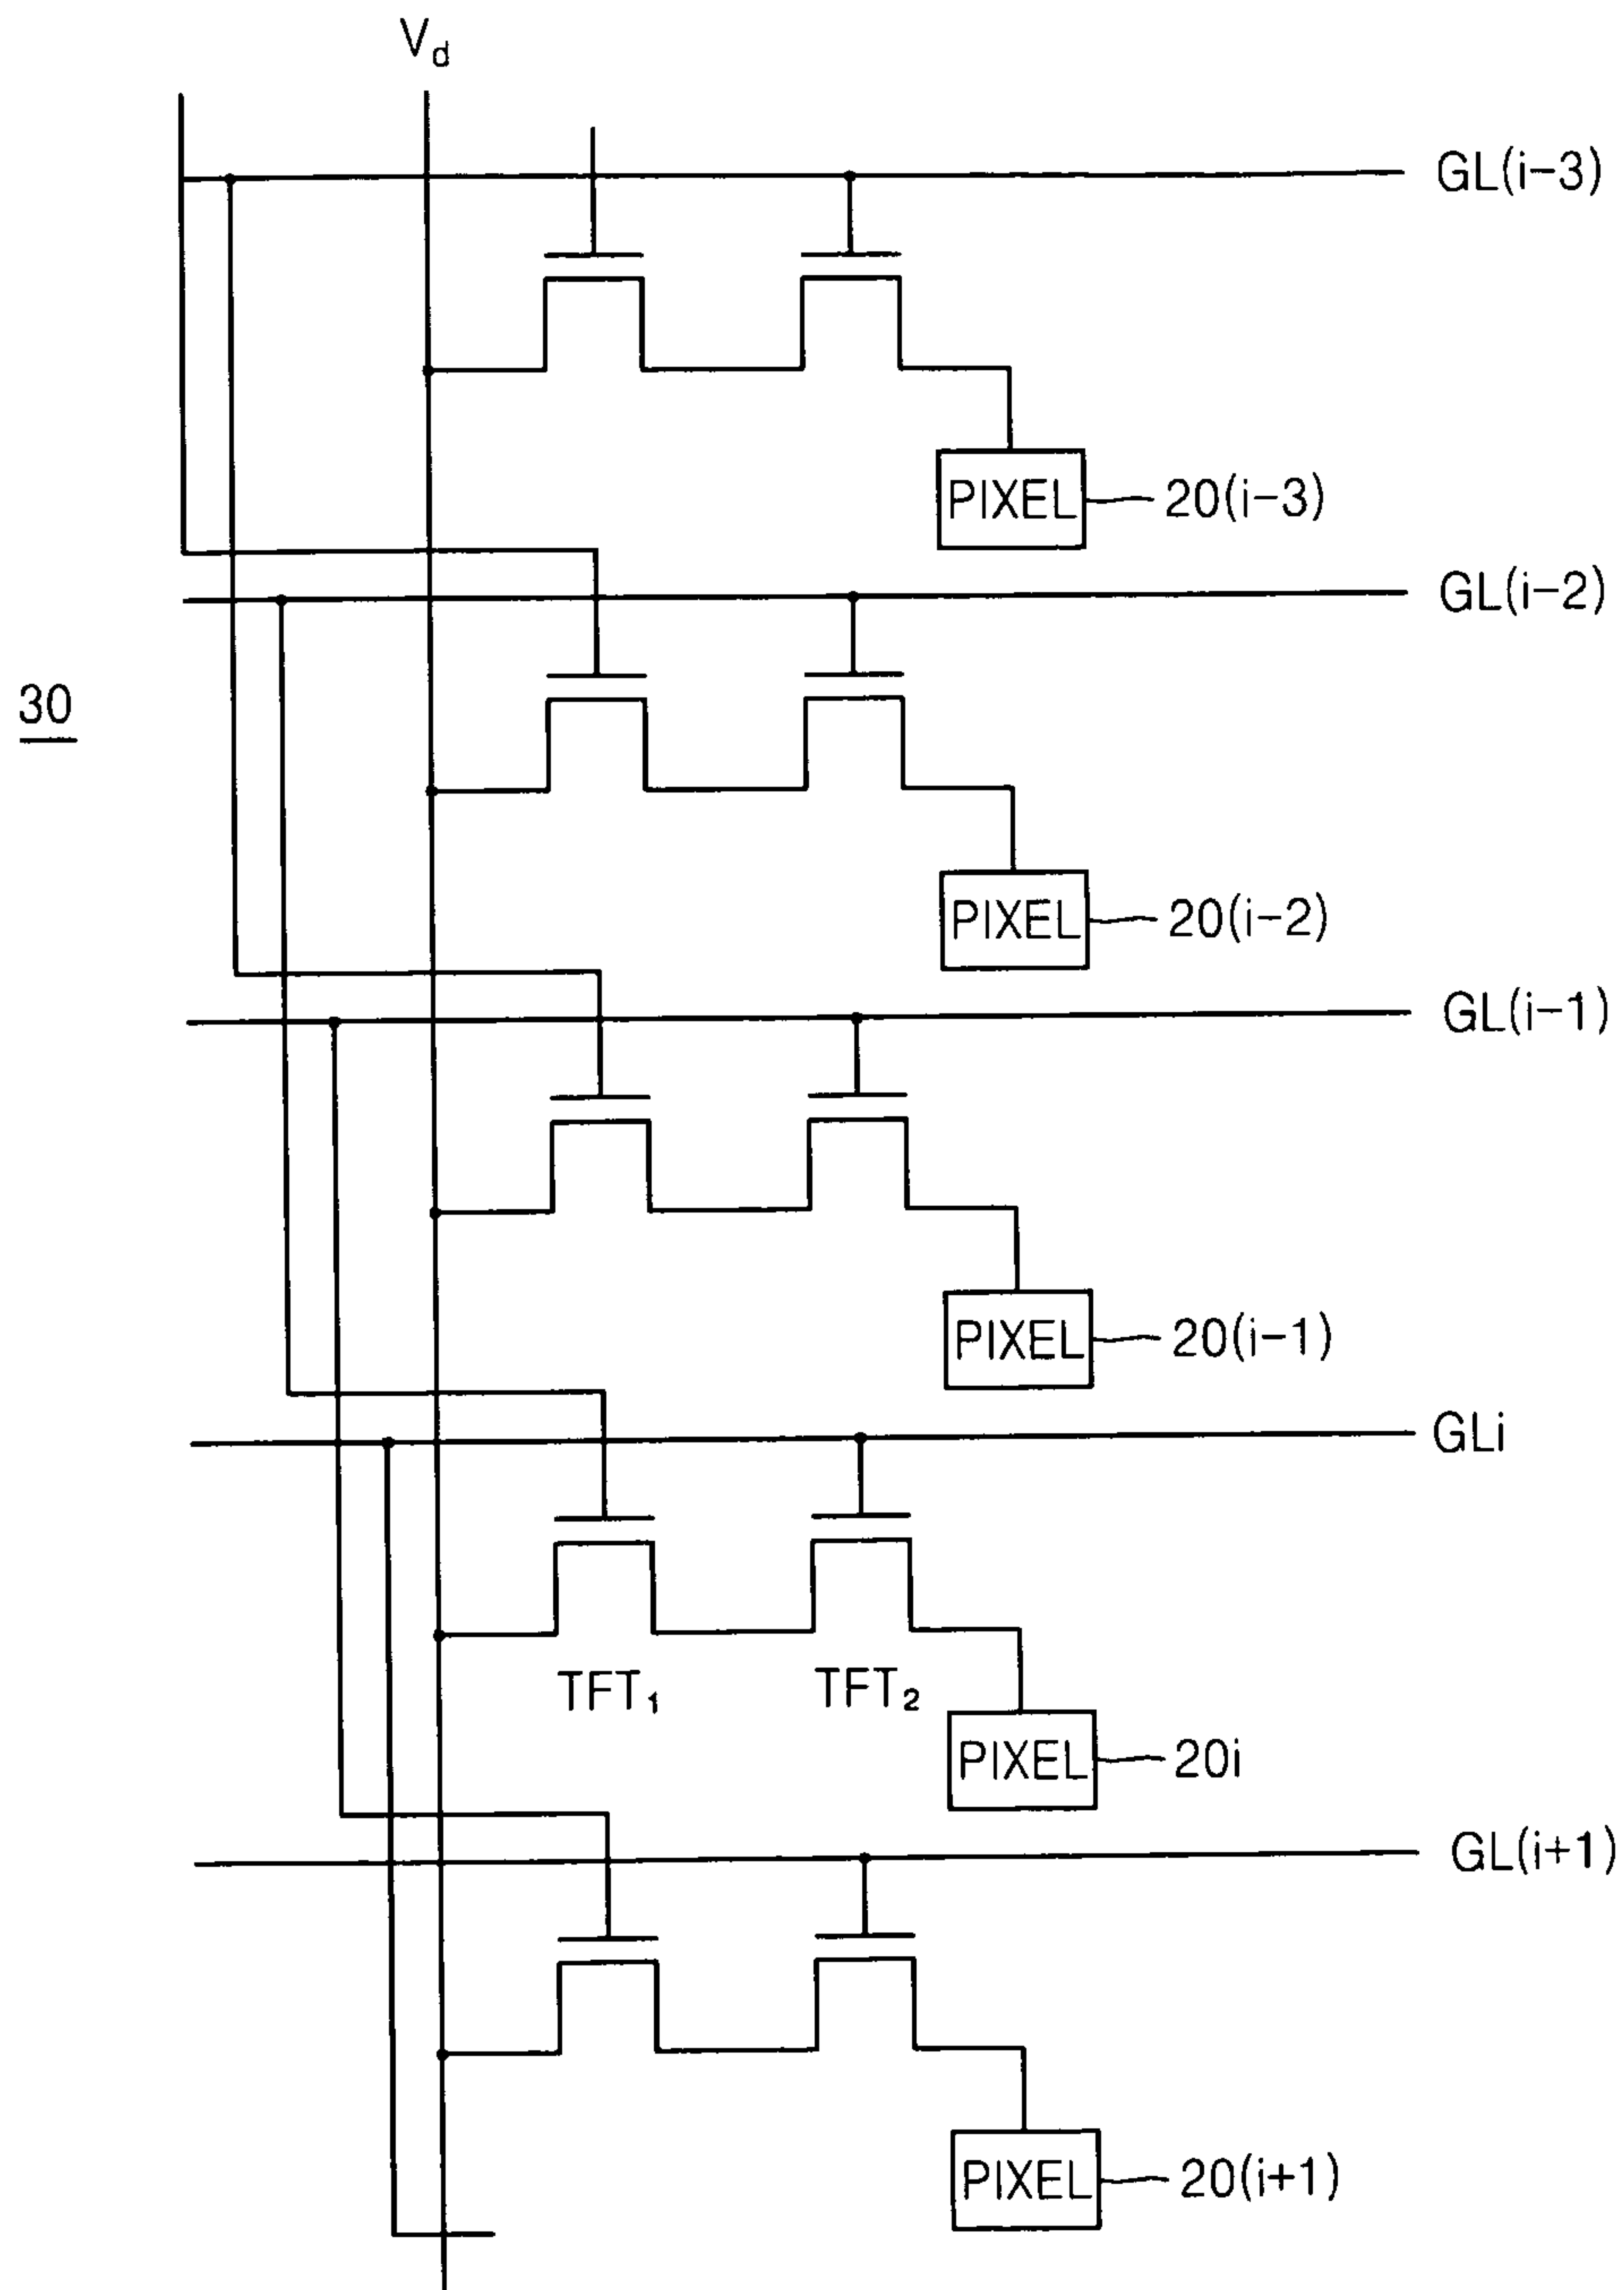 Vd
GL(i-3)
PIXEL 20(i-3)
GL(i-2)
30
PIXEL 20(i-2)
GL(i-1)
PIXEL 20(i-1)
GLi
TFT1 TFT2
PIXEL 20i
GL(i+1)
PIXEL 20(i+1)